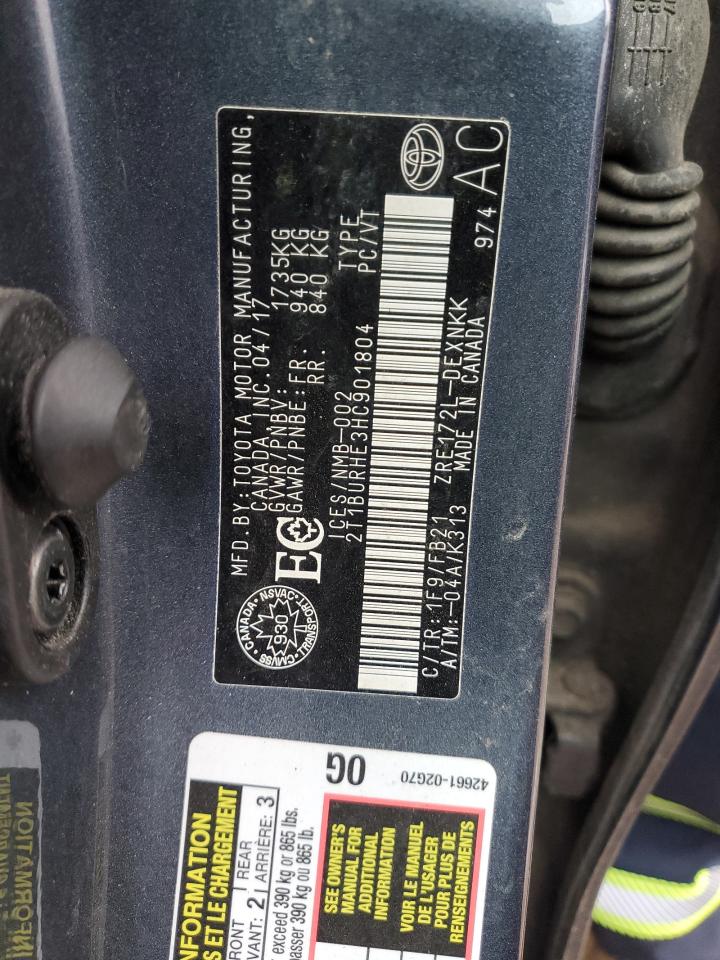 MFD.BY:TOYOTA MOTOR MANUFACTURING,
CANADA INC.04/17
GVWR/PNBV: 1735KG
GAWR/PNBE:FR: 940 KG
RR. 840 KG
CANADA • NSVAC • TRANSPORT • CMVSS •
930
EC
ICES/NMB-002
TYPE
2T1BURHE3HC901804 PC/VT
C/TR:1F9/FB21 ZRE172L-DEXNKK
A/TM:-04A/K313 MADE IN CANADA
974
AC
OG
42661-02G70
INFORMATION
S ET LE CHARGEMENT
RONT REAR
VANT: 2 ARRIÈRE: 3
exceed 390 kg or 865 lbs.
asser 390 kg ou 865 lb.
SEE OWNER'S
MANUAL FOR
ADDITIONAL
INFORMATION
VOIR LE MANUEL
DE L'USAGER
POUR PLUS DE
RENSEIGNEMENTS